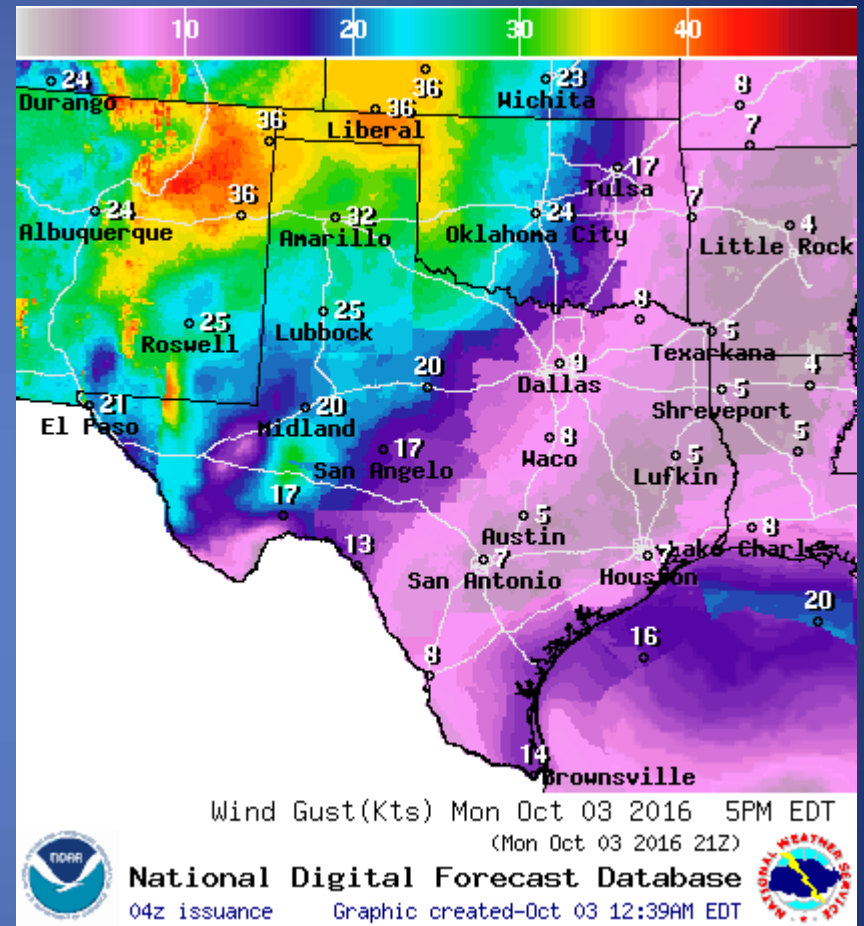 10 20 30 40
24 36 23 8
Durango Wichita
36 36 7
Liberal
17
Tulsa
24 36 32 24 7 4
Albuquerque Amarillo Oklahoma City Little Rock
25 25 8 5
Roswell Lubbock Texarkana
9
20 Dallas 5 4
21 20 Shreveport
El Paso Midland
17 8 5 5
San Angelo Waco Lufkin
17 5 8
Austin
13 7 7 Lake Charles
San Antonio Houston
20
16
8
14
Brownsville
Wind Gust(Kts) Mon Oct 03 2016 5PM EDT
(Mon Oct 03 2016 21Z)
National Digital Forecast Database
04z issuance Graphic created-Oct 03 12:39AM EDT
NOAA
NATIONAL WEATHER SERVICE